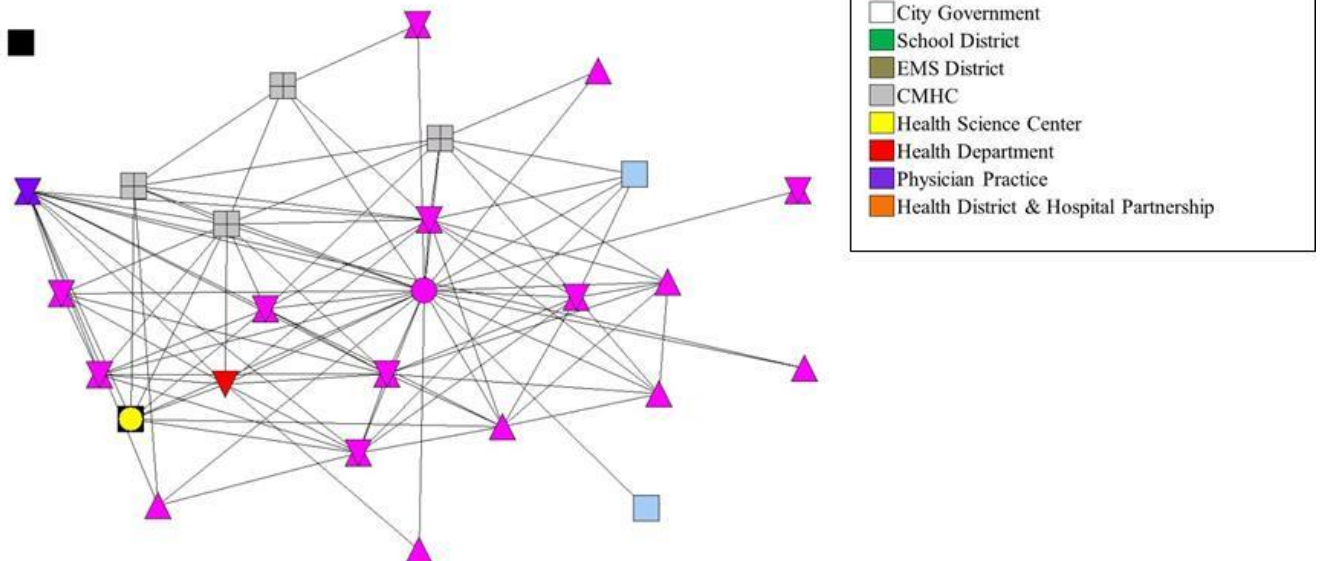 City Government
School District
EMS District
CMHC
Health Science Center
Health Department
Physician Practice
Health District & Hospital Partnership